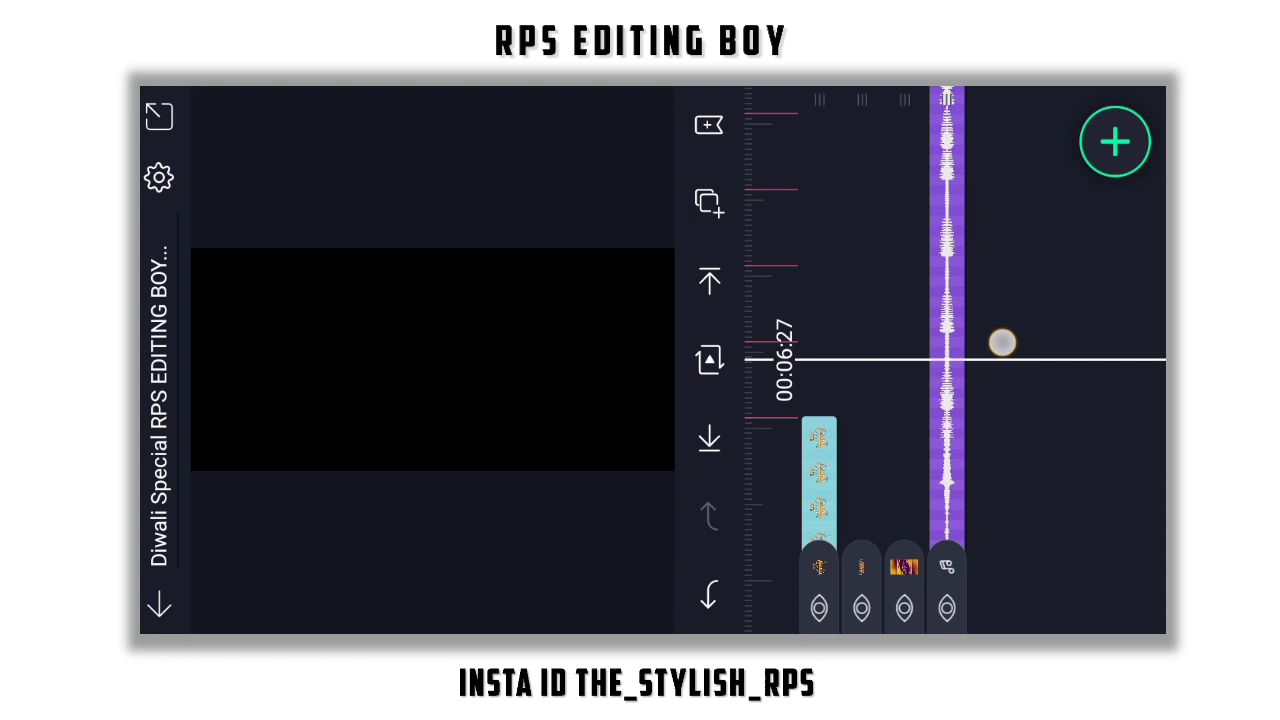 RPS EDITING BOY
Diwali Special RPS EDITING BOY...
00:06:27
INSTA ID THE_STYLISH_RPS